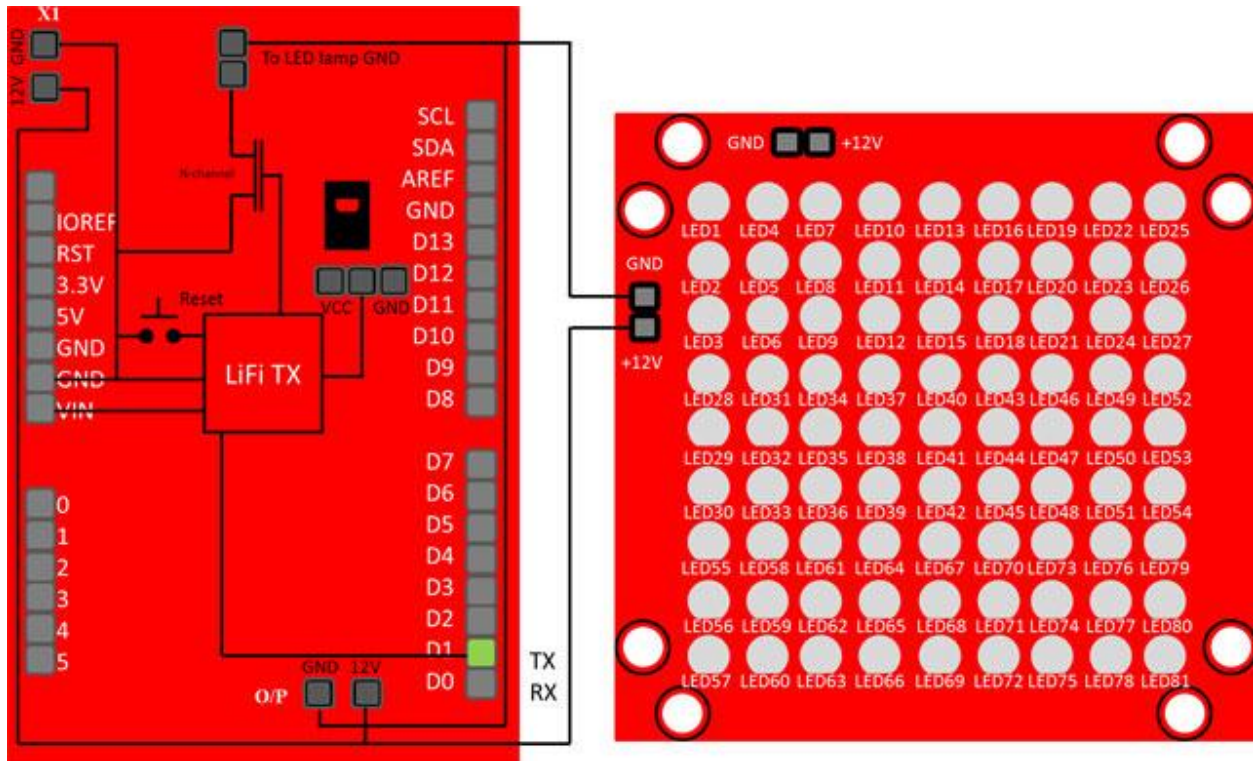 X1
GND
12V
To LED lamp GND
N-channel
SCL
SDA
AREF
GND
D13
D12
D11
D10
D9
D8
IOREF
RST
3.3V
5V
GND
GND
VIN
Reset
VCC
GND
LiFi TX
D7
D6
D5
D4
D3
D2
D1
D0
0
1
2
3
4
5
GND 12V
O/P
TX
RX
GND +12V
GND
+12V
LED1 LED4 LED7 LED10 LED13 LED16 LED19 LED22 LED25
LED2 LED5 LED8 LED11 LED14 LED17 LED20 LED23 LED26
LED3 LED6 LED9 LED12 LED15 LED18 LED21 LED24 LED27
LED28 LED31 LED34 LED37 LED40 LED43 LED46 LED49 LED52
LED29 LED32 LED35 LED38 LED41 LED44 LED47 LED50 LED53
LED30 LED33 LED36 LED39 LED42 LED45 LED48 LED51 LED54
LED55 LED58 LED61 LED64 LED67 LED70 LED73 LED76 LED79
LED56 LED59 LED62 LED65 LED68 LED71 LED74 LED77 LED80
LED57 LED60 LED63 LED66 LED69 LED72 LED75 LED78 LED81